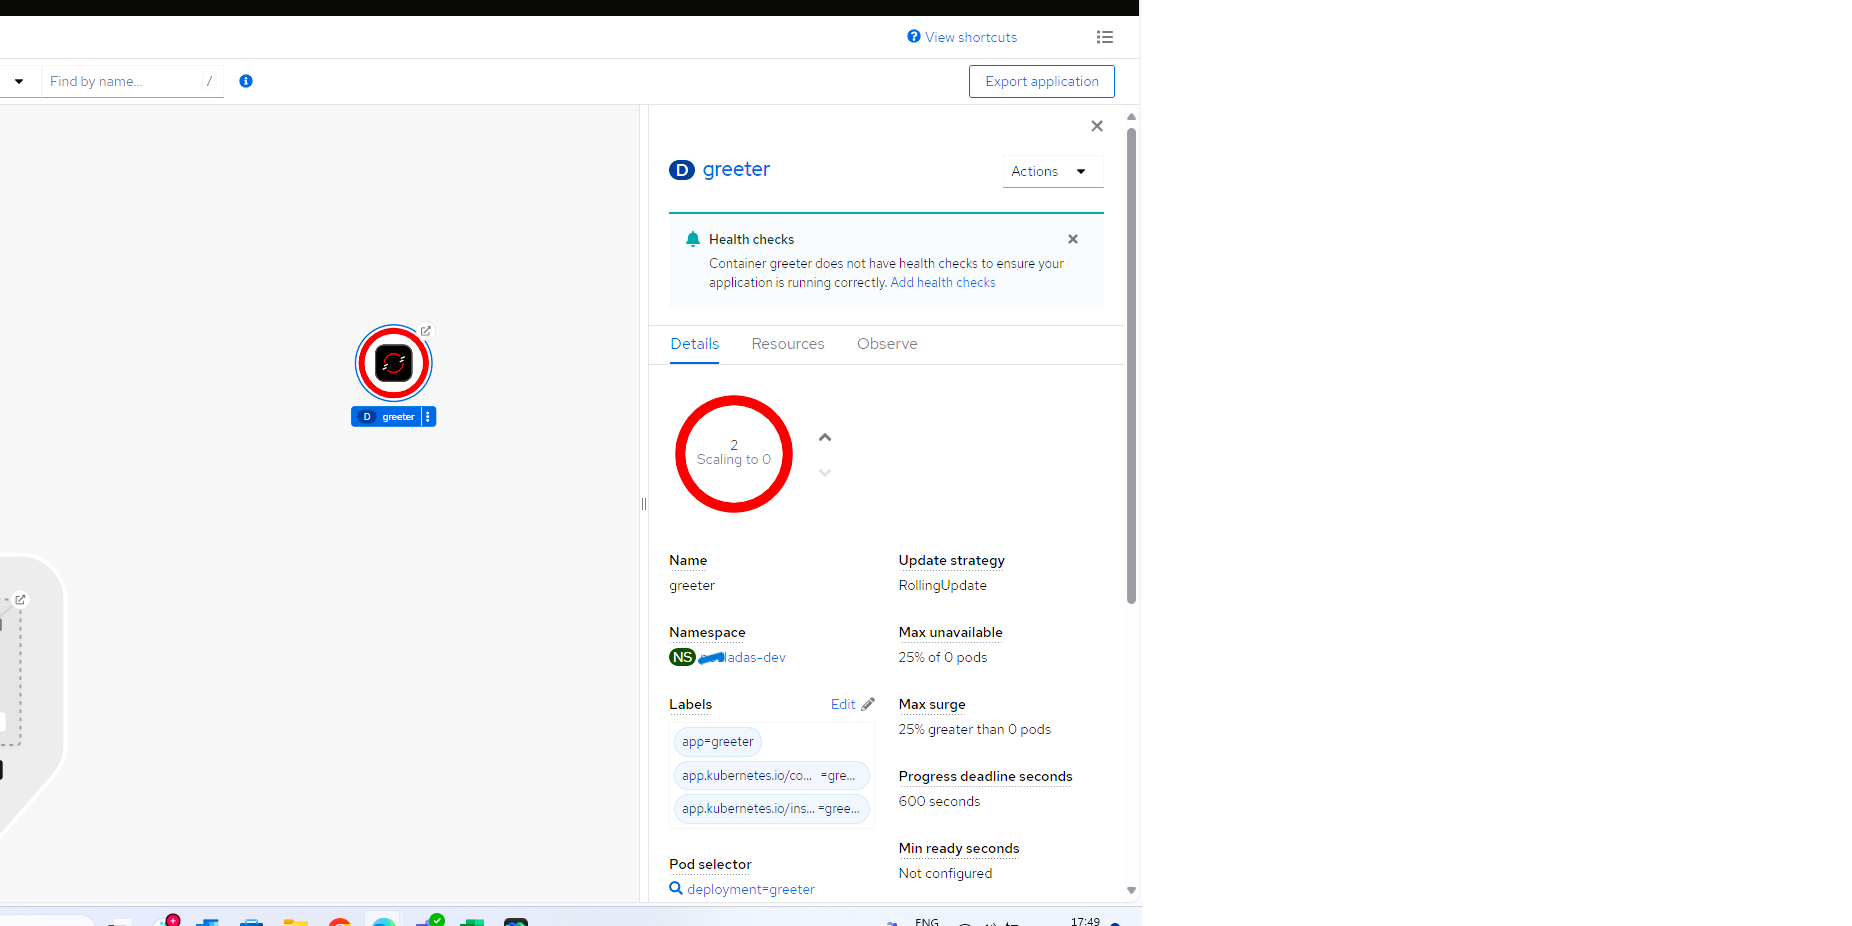 View shortcuts
Find by name...
/
Export application
D greeter
Actions
Health checks
Container greeter does not have health checks to ensure your
application is running correctly. Add health checks
Details Resources Observe
D greeter
2
Scaling to 0
Name
greeter
Update strategy
RollingUpdate
Namespace
NS ladas-dev
Max unavailable
25% of 0 pods
Labels
Edit
app=greeter
app.kubernetes.io/co... =gre...
app.kubernetes.io/ins... =gree...
Max surge
25% greater than 0 pods
Progress deadline seconds
600 seconds
Min ready seconds
Not configured
Pod selector
deployment=greeter
ENG
17:49